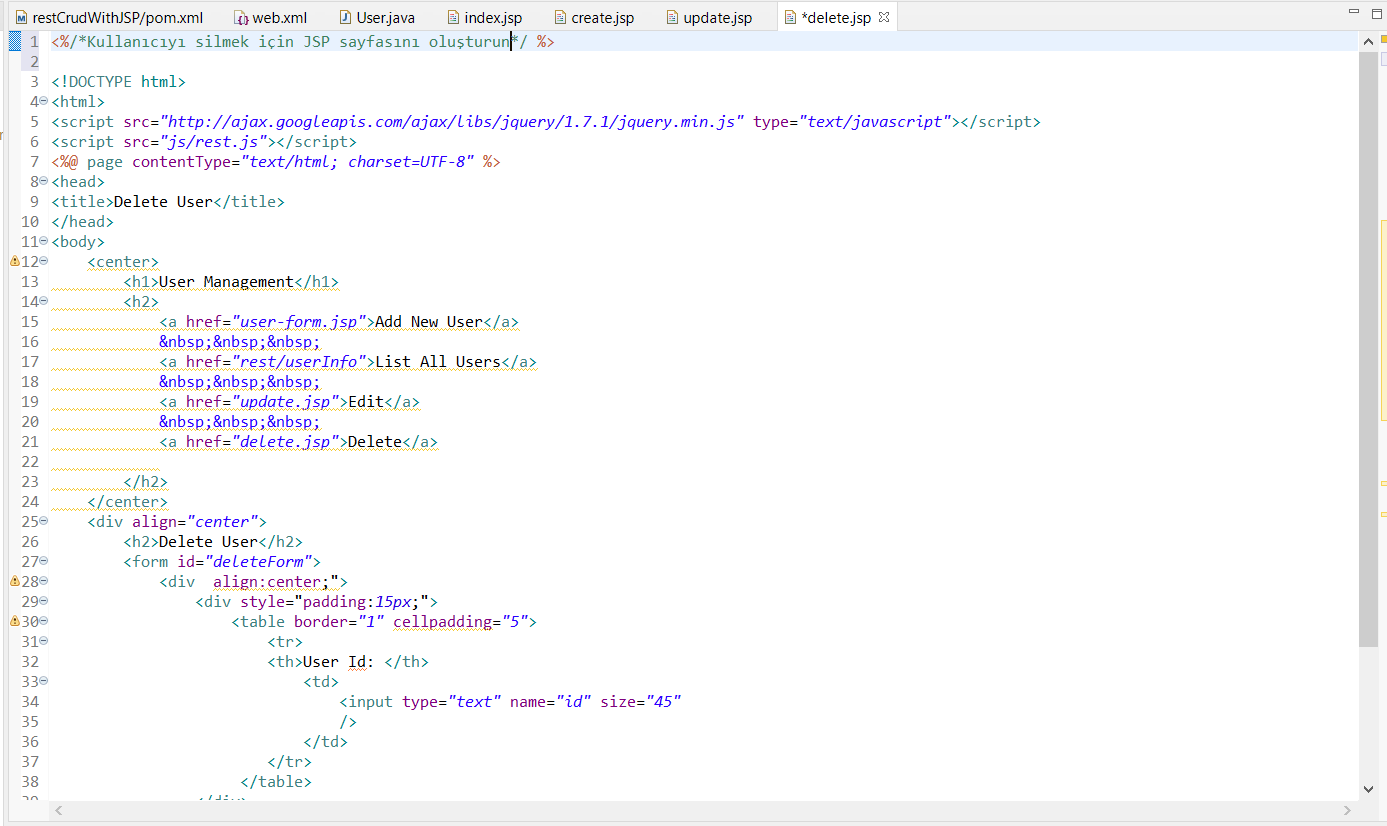 restCrudWithJSP/pom.xml web.xml User.java index.jsp create.jsp update.jsp *delete.jsp
1 <%/*Kullanıcıyı silmek için JSP sayfasını oluşturun*/ %>
2
3 <!DOCTYPE html>
4 <html>
5 <script src="http://ajax.googleapis.com/ajax/libs/jquery/1.7.1/jquery.min.js" type="text/javascript"></script>
6 <script src="js/rest.js"></script>
7 <%@ page contentType="text/html; charset=UTF-8" %>
8 <head>
9 <title>Delete User</title>
10 </head>
11 <body>
12 <center>
13 <h1>User Management</h1>
14 <h2>
15 <a href="user-form.jsp">Add New User</a>
16 &nbsp;&nbsp;&nbsp;
17 <a href="rest/userInfo">List All Users</a>
18 &nbsp;&nbsp;&nbsp;
19 <a href="update.jsp">Edit</a>
20 &nbsp;&nbsp;&nbsp;
21 <a href="delete.jsp">Delete</a>
22
23 </h2>
24 </center>
25 <div align="center">
26 <h2>Delete User</h2>
27 <form id="deleteForm">
28 <div  align:center;">
29 <div style="padding:15px;">
30 <table border="1" cellpadding="5">
31 <tr>
32 <th>User Id: </th>
33 <td>
34 <input type="text" name="id" size="45"
35 />
36 </td>
37 </tr>
38 </table>